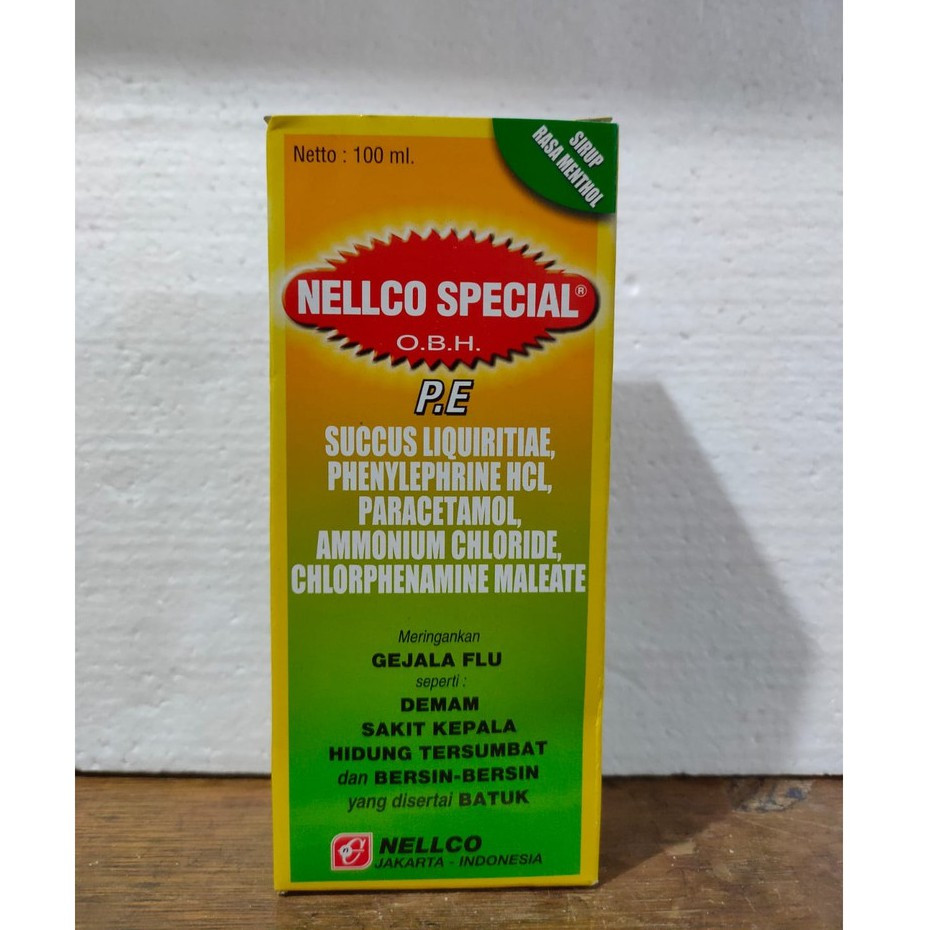 Netto : 100 ml.
SIRUP
RASA MENTHOL
NELLCO SPECIAL®
O.B.H.
P.E
SUCCUS LIQUIRITIAE,
PHENYLEPHRINE HCL,
PARACETAMOL,
AMMONIUM CHLORIDE,
CHLORPHENAMINE MALEATE
Meringankan
GEJALA FLU
seperti :
DEMAM
SAKIT KEPALA
HIDUNG TERSUMBAT
dan BERSIN-BERSIN
yang disertai BATUK
NELLCO
JAKARTA - INDONESIA